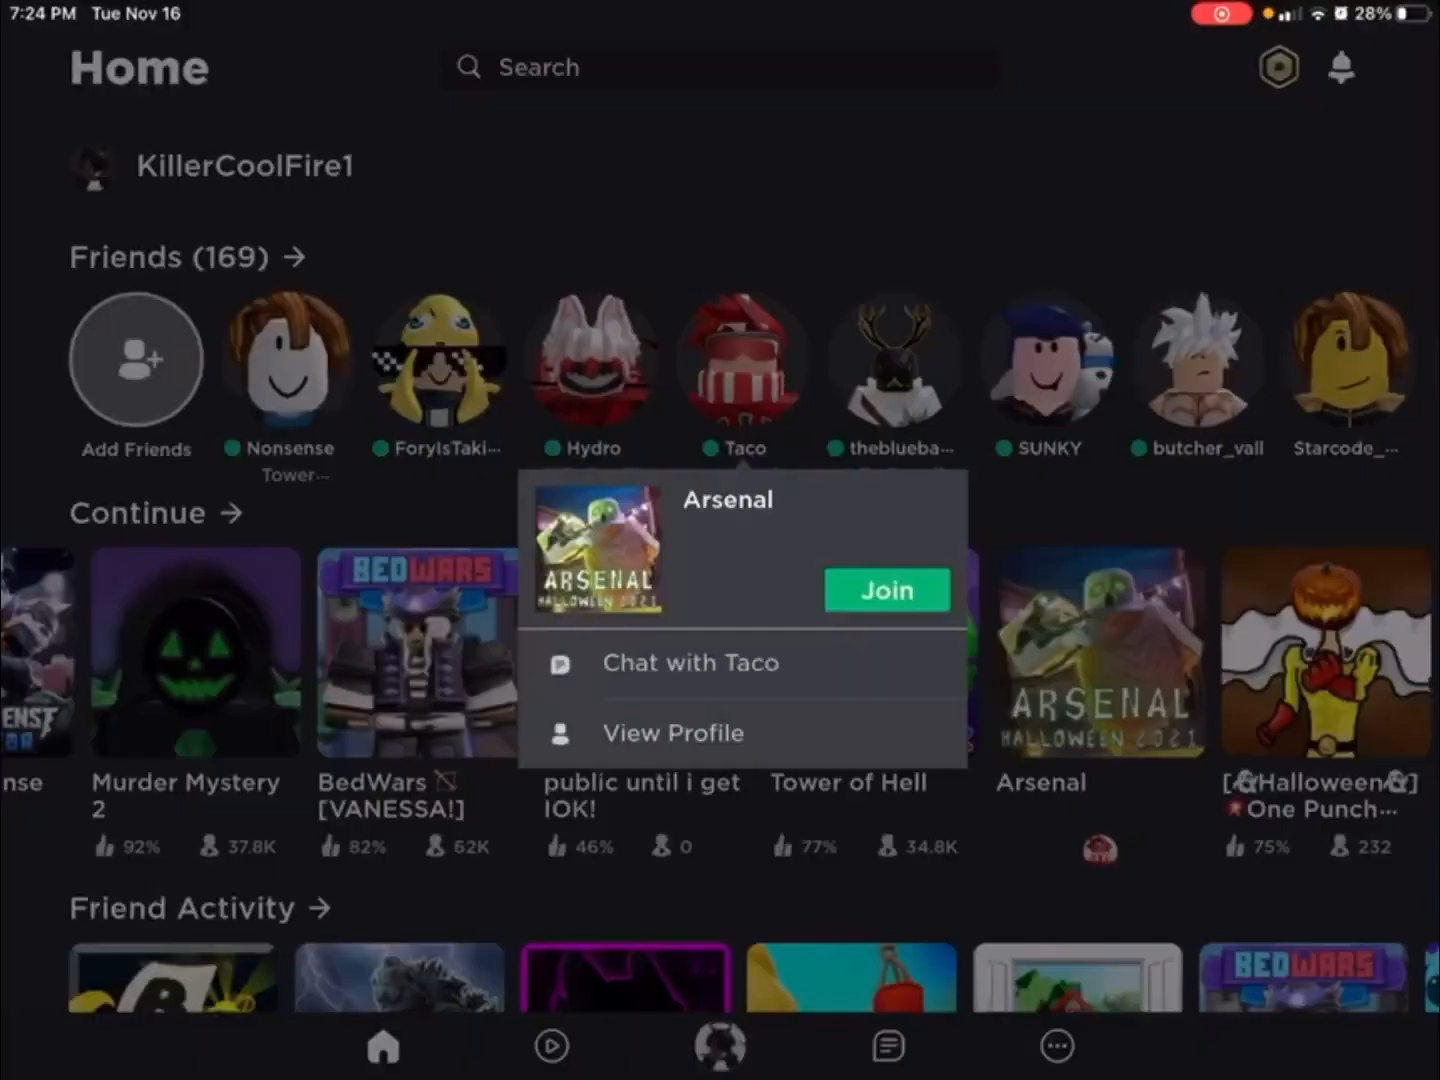 7:24 PM Tue Nov 16
28%
Home
Search
KillerCoolFire1
Friends (169) →
Add Friends
Nonsense
Tower...
ForyIsTaki...
Hydro
Taco
theblueba...
SUNKY
butcher_vall
Starcode_...
Continue →
Arsenal
ARSENAL
HALLOWEEN 2021
Join
Chat with Taco
View Profile
BEDWARS
ARSENAL
HALLOWEEN 2021
nse
Murder Mystery
2
BedWars
[VANESSA!]
public until i get
IOK!
Tower of Hell
Arsenal
[Halloween]
One Punch...
92% 37.8K
82% 62K
46% 0
77% 34.8K
75% 232
Friend Activity →
BEDWARS